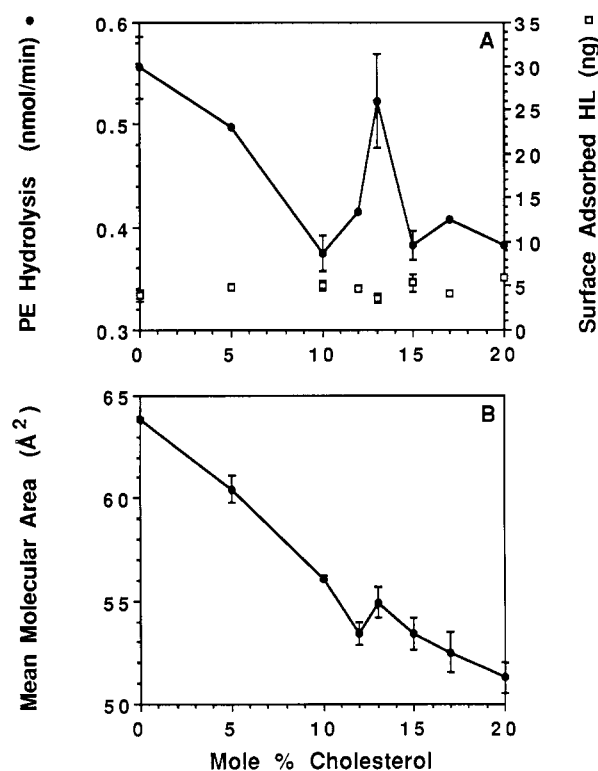 PE Hydrolysis (nmol/min) ●
0.6
0.5
0.4
0.3
A
35
30
25
20
15
10
5
0
Surface Adsorbed HL (ng) □
0 5 10 15 20
Mean Molecular Area (Å²)
65
60
55
50
B
0 5 10 15 20
Mole % Cholesterol